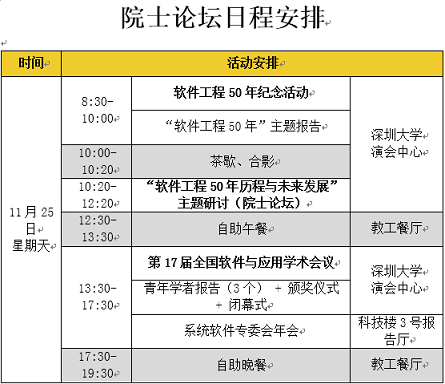 院士论坛日程安排
时间
活动安排
11月25
日
星期天
8:30-
10:00
软件工程50年纪念活动
“软件工程50年”主题报告
深圳大学
演会中心
10:00-
10:20
茶歇、合影
10:20-
12:20
“软件工程50年历程与未来发展”
主题研讨（院士论坛）
12:30-
13:30
自助午餐
教工餐厅
13:30-
17:30
第17届全国软件与应用学术会议
青年学者报告（3个） + 颁奖仪式
+ 闭幕式
深圳大学
演会中心
系统软件专委会年会
科技楼3号报
告厅
17:30-
19:30
自助晚餐
教工餐厅